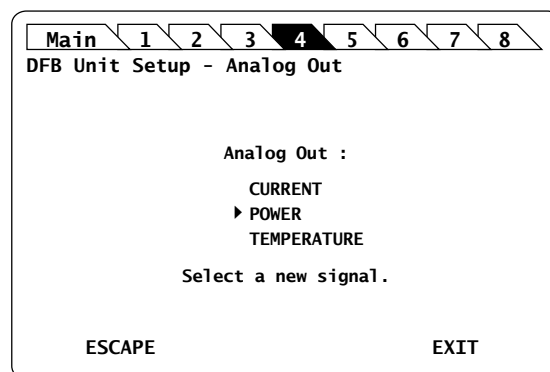 Main 1 2 3 4 5 6 7 8
DFB Unit Setup - Analog Out
Analog Out :
CURRENT
POWER
TEMPERATURE
Select a new signal.
ESCAPE EXIT